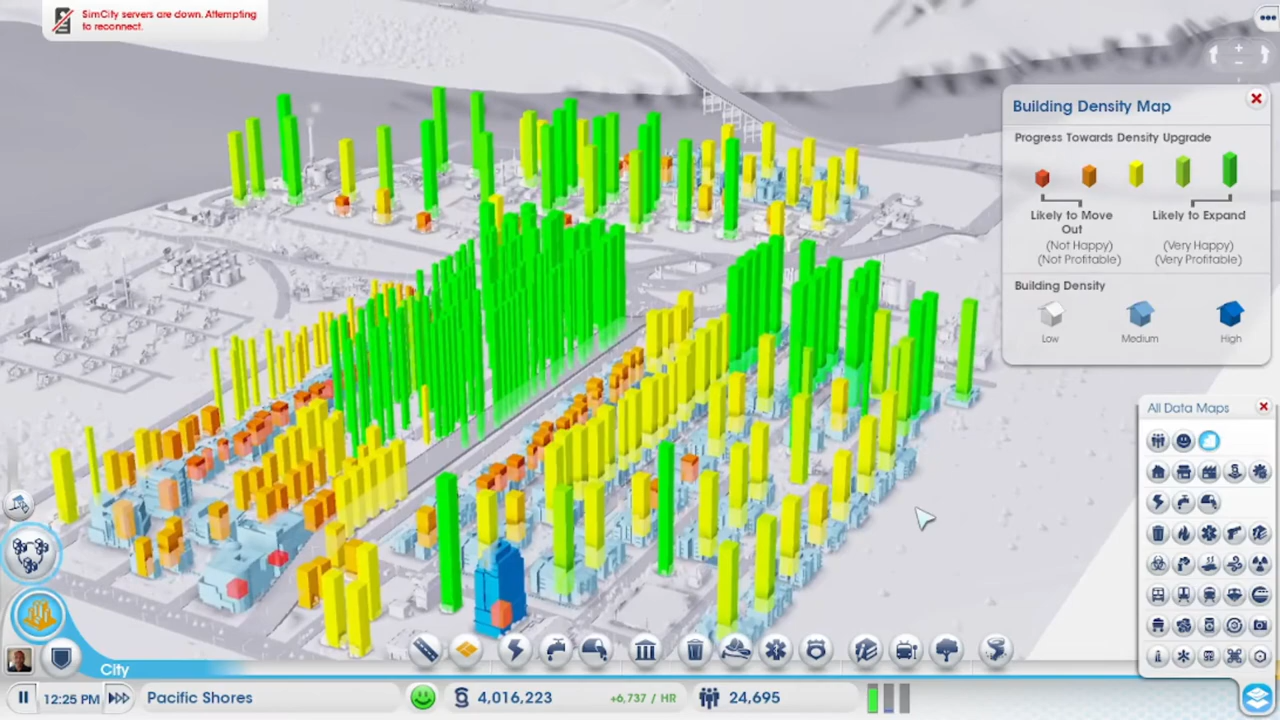 SimCity servers are down. Attempting
to reconnect.
Building Density Map
Progress Towards Density Upgrade
Likely to Move
Out
(Not Happy)
(Not Profitable)
Likely to Expand
(Very Happy)
(Very Profitable)
Building Density
Low
Medium
High
All Data Maps
City
12:25 PM
Pacific Shores
4,016,223
+6,737 / HR
24,695